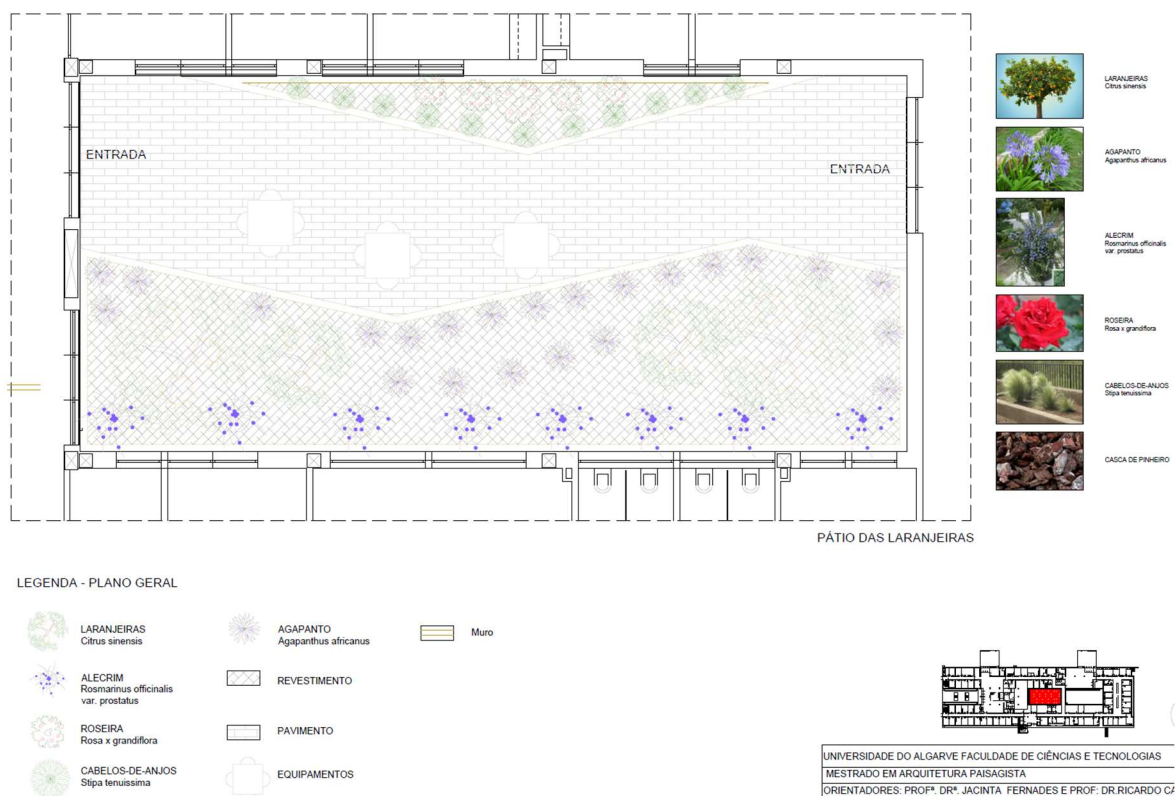 ENTRADA
ENTRADA
LARANJEIRAS
Citrus sinensis
AGAPANTO
Agapanthus africanus
ALECRIM
Rosmarinus officinalis
var. prostatus
ROSEIRA
Rosa x grandiflora
CABELOS-DE-ANJOS
Stipa tenuissima
CASCA DE PINHEIRO
PÁTIO DAS LARANJEIRAS
LEGENDA - PLANO GERAL
LARANJEIRAS
Citrus sinensis
ALECRIM
Rosmarinus officinalis
var. prostatus
ROSEIRA
Rosa x grandiflora
CABELOS-DE-ANJOS
Stipa tenuissima
AGAPANTO
Agapanthus africanus
REVESTIMENTO
PAVIMENTO
EQUIPAMENTOS
Muro
UNIVERSIDADE DO ALGARVE FACULDADE DE CIÊNCIAS E TECNOLOGIAS
MESTRADO EM ARQUITETURA PAISAGISTA
ORIENTADORES: PROFª. DRª. JACINTA FERNADES E PROF: DR.RICARDO